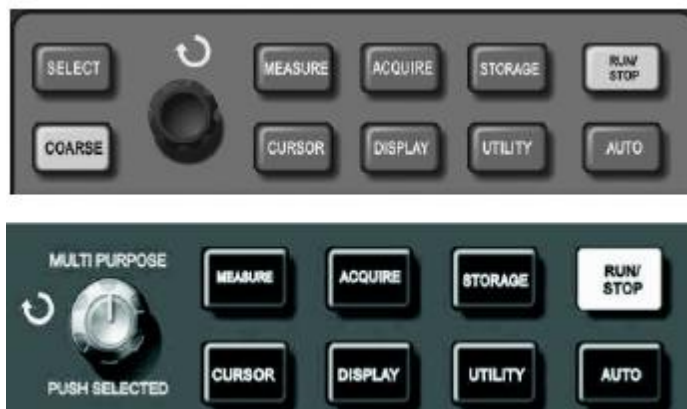 SELECT
MEASURE ACQUIRE STORAGE RUN/
STOP
COARSE CURSOR DISPLAY UTILITY AUTO
MULTI PURPOSE
MEASURE ACQUIRE STORAGE RUN/
STOP
PUSH SELECTED
CURSOR DISPLAY UTILITY AUTO